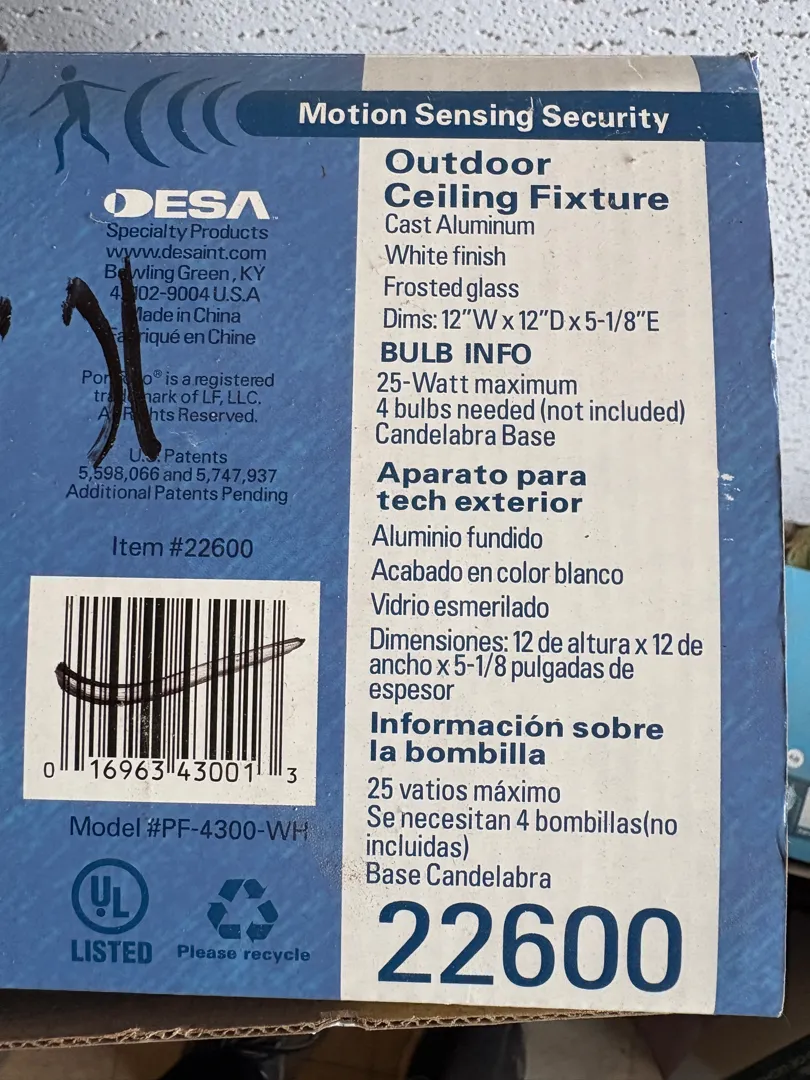 Motion Sensing Security
DESA
Specialty Products
www.desaint.com
Bowling Green, KY
02-9004 U.S.A
Made in China
Fabriqué en Chine
® is a registered
trademark of LF, LLC.
All Rights Reserved.
U.S. Patents
5,598,066 and 5,747,937
Additional Patents Pending
Item #22600
0 16963 43001 3
Model #PF-4300-WH
UL
LISTED
Please recycle
Outdoor
Ceiling Fixture
Cast Aluminum
White finish
Frosted glass
Dims: 12”W x 12”D x 5-1/8”E
BULB INFO
25-Watt maximum
4 bulbs needed (not included)
Candelabra Base
Aparato para
tech exterior
Aluminio fundido
Acabado en color blanco
Vidrio esmerilado
Dimensiones: 12 de altura x 12 de
ancho x 5-1/8 pulgadas de
espesor
Información sobre
la bombilla
25 vatios máximo
Se necesitan 4 bombillas(no
incluidas)
Base Candelabra
22600